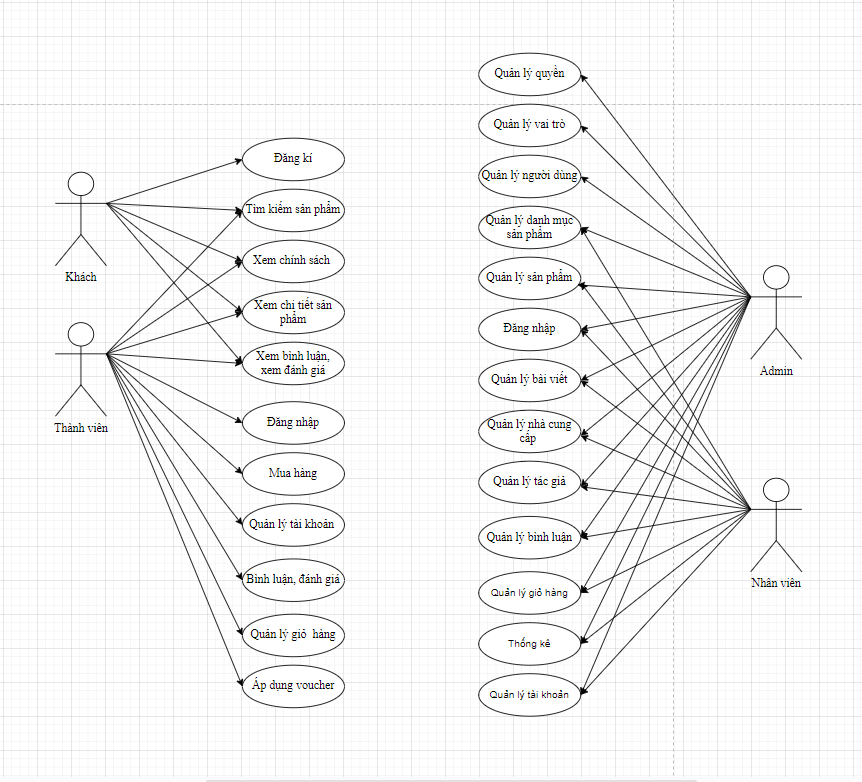 Đăng kí
Tìm kiếm sản phẩm
Xem chính sách
Xem chi tiết sản
phẩm
Xem bình luận,
xem đánh giá
Đăng nhập
Mua hàng
Quản lý tài khoản
Bình luận, đánh giá
Quản lý giỏ  hàng
Áp dụng voucher
Khách
Thành viên
Quản lý quyền
Quản lý vai trò
Quản lý người dùng
Quản lý danh mục
sản phẩm
Quản lý sản phẩm
Đăng nhập
Quản lý bài viết
Quản lý nhà cung
cấp
Quản lý tác giả
Quản lý bình luận
Quản lý giỏ hàng
Thống kê
Quản lý tài khoản
Admin
Nhân viên